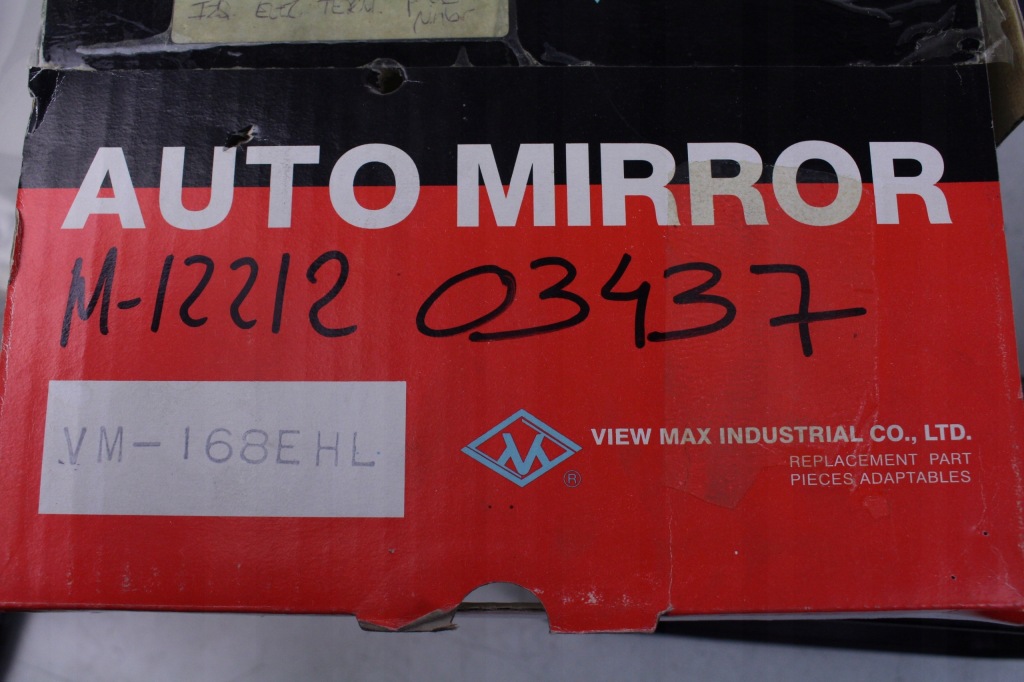 AUTO MIRROR
M-12212 03437
VM-168EHL
VIEW MAX INDUSTRIAL CO., LTD.
REPLACEMENT PART
PIECES ADAPTABLES